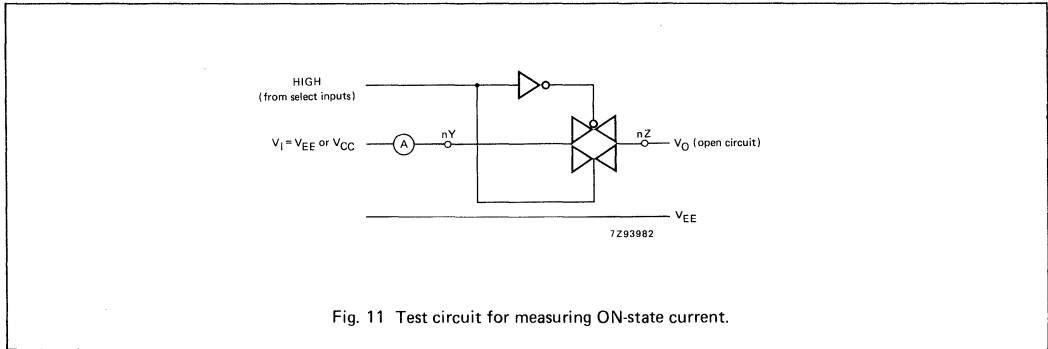 HIGH
(from select inputs)
V_I = V_EE or V_CC
A
nY
nZ
V_O (open circuit)
V_EE
7Z93982
Fig. 11 Test circuit for measuring ON-state current.